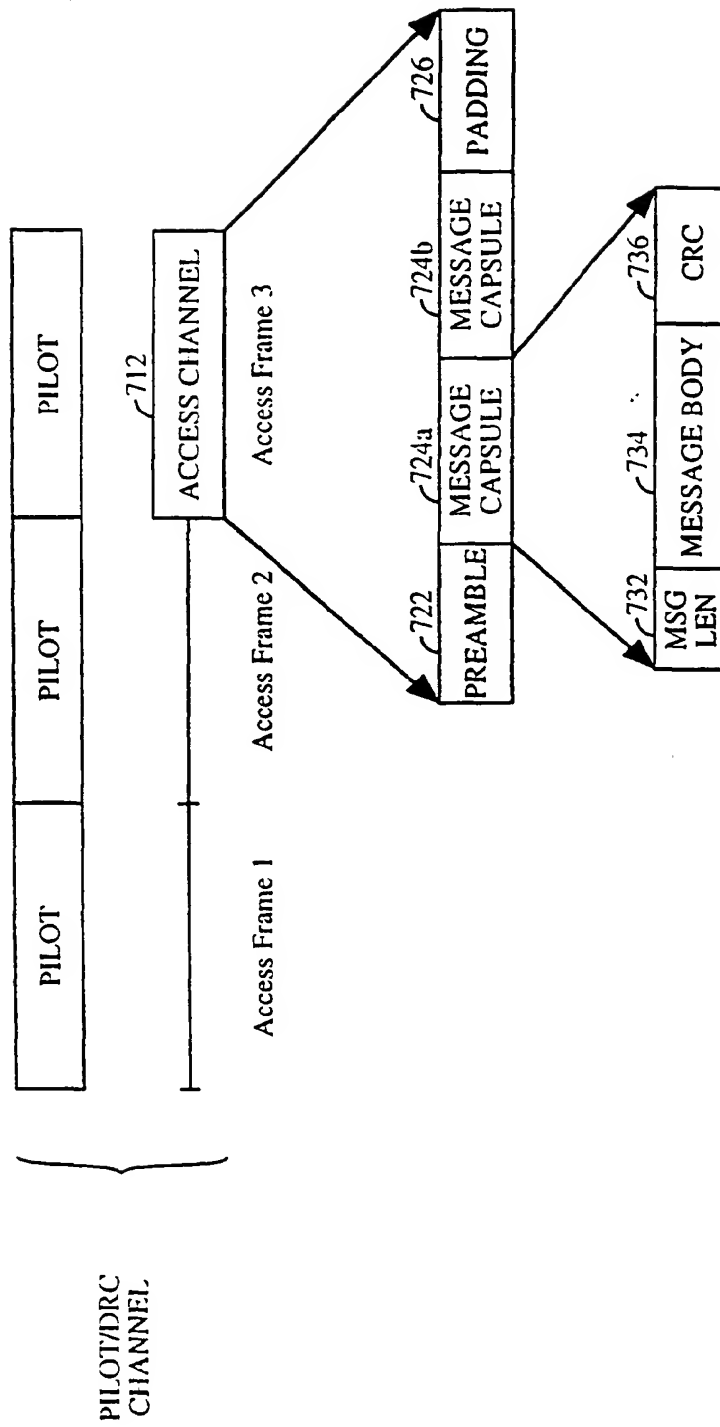 PILOT/DRC
CHANNEL
PILOT
PILOT
PILOT
712
ACCESS CHANNEL
Access Frame 1
Access Frame 2
Access Frame 3
722
724a
724b
726
PREAMBLE
MESSAGE
CAPSULE
MESSAGE
CAPSULE
PADDING
732
734
736
MSG
LEN
MESSAGE BODY
CRC